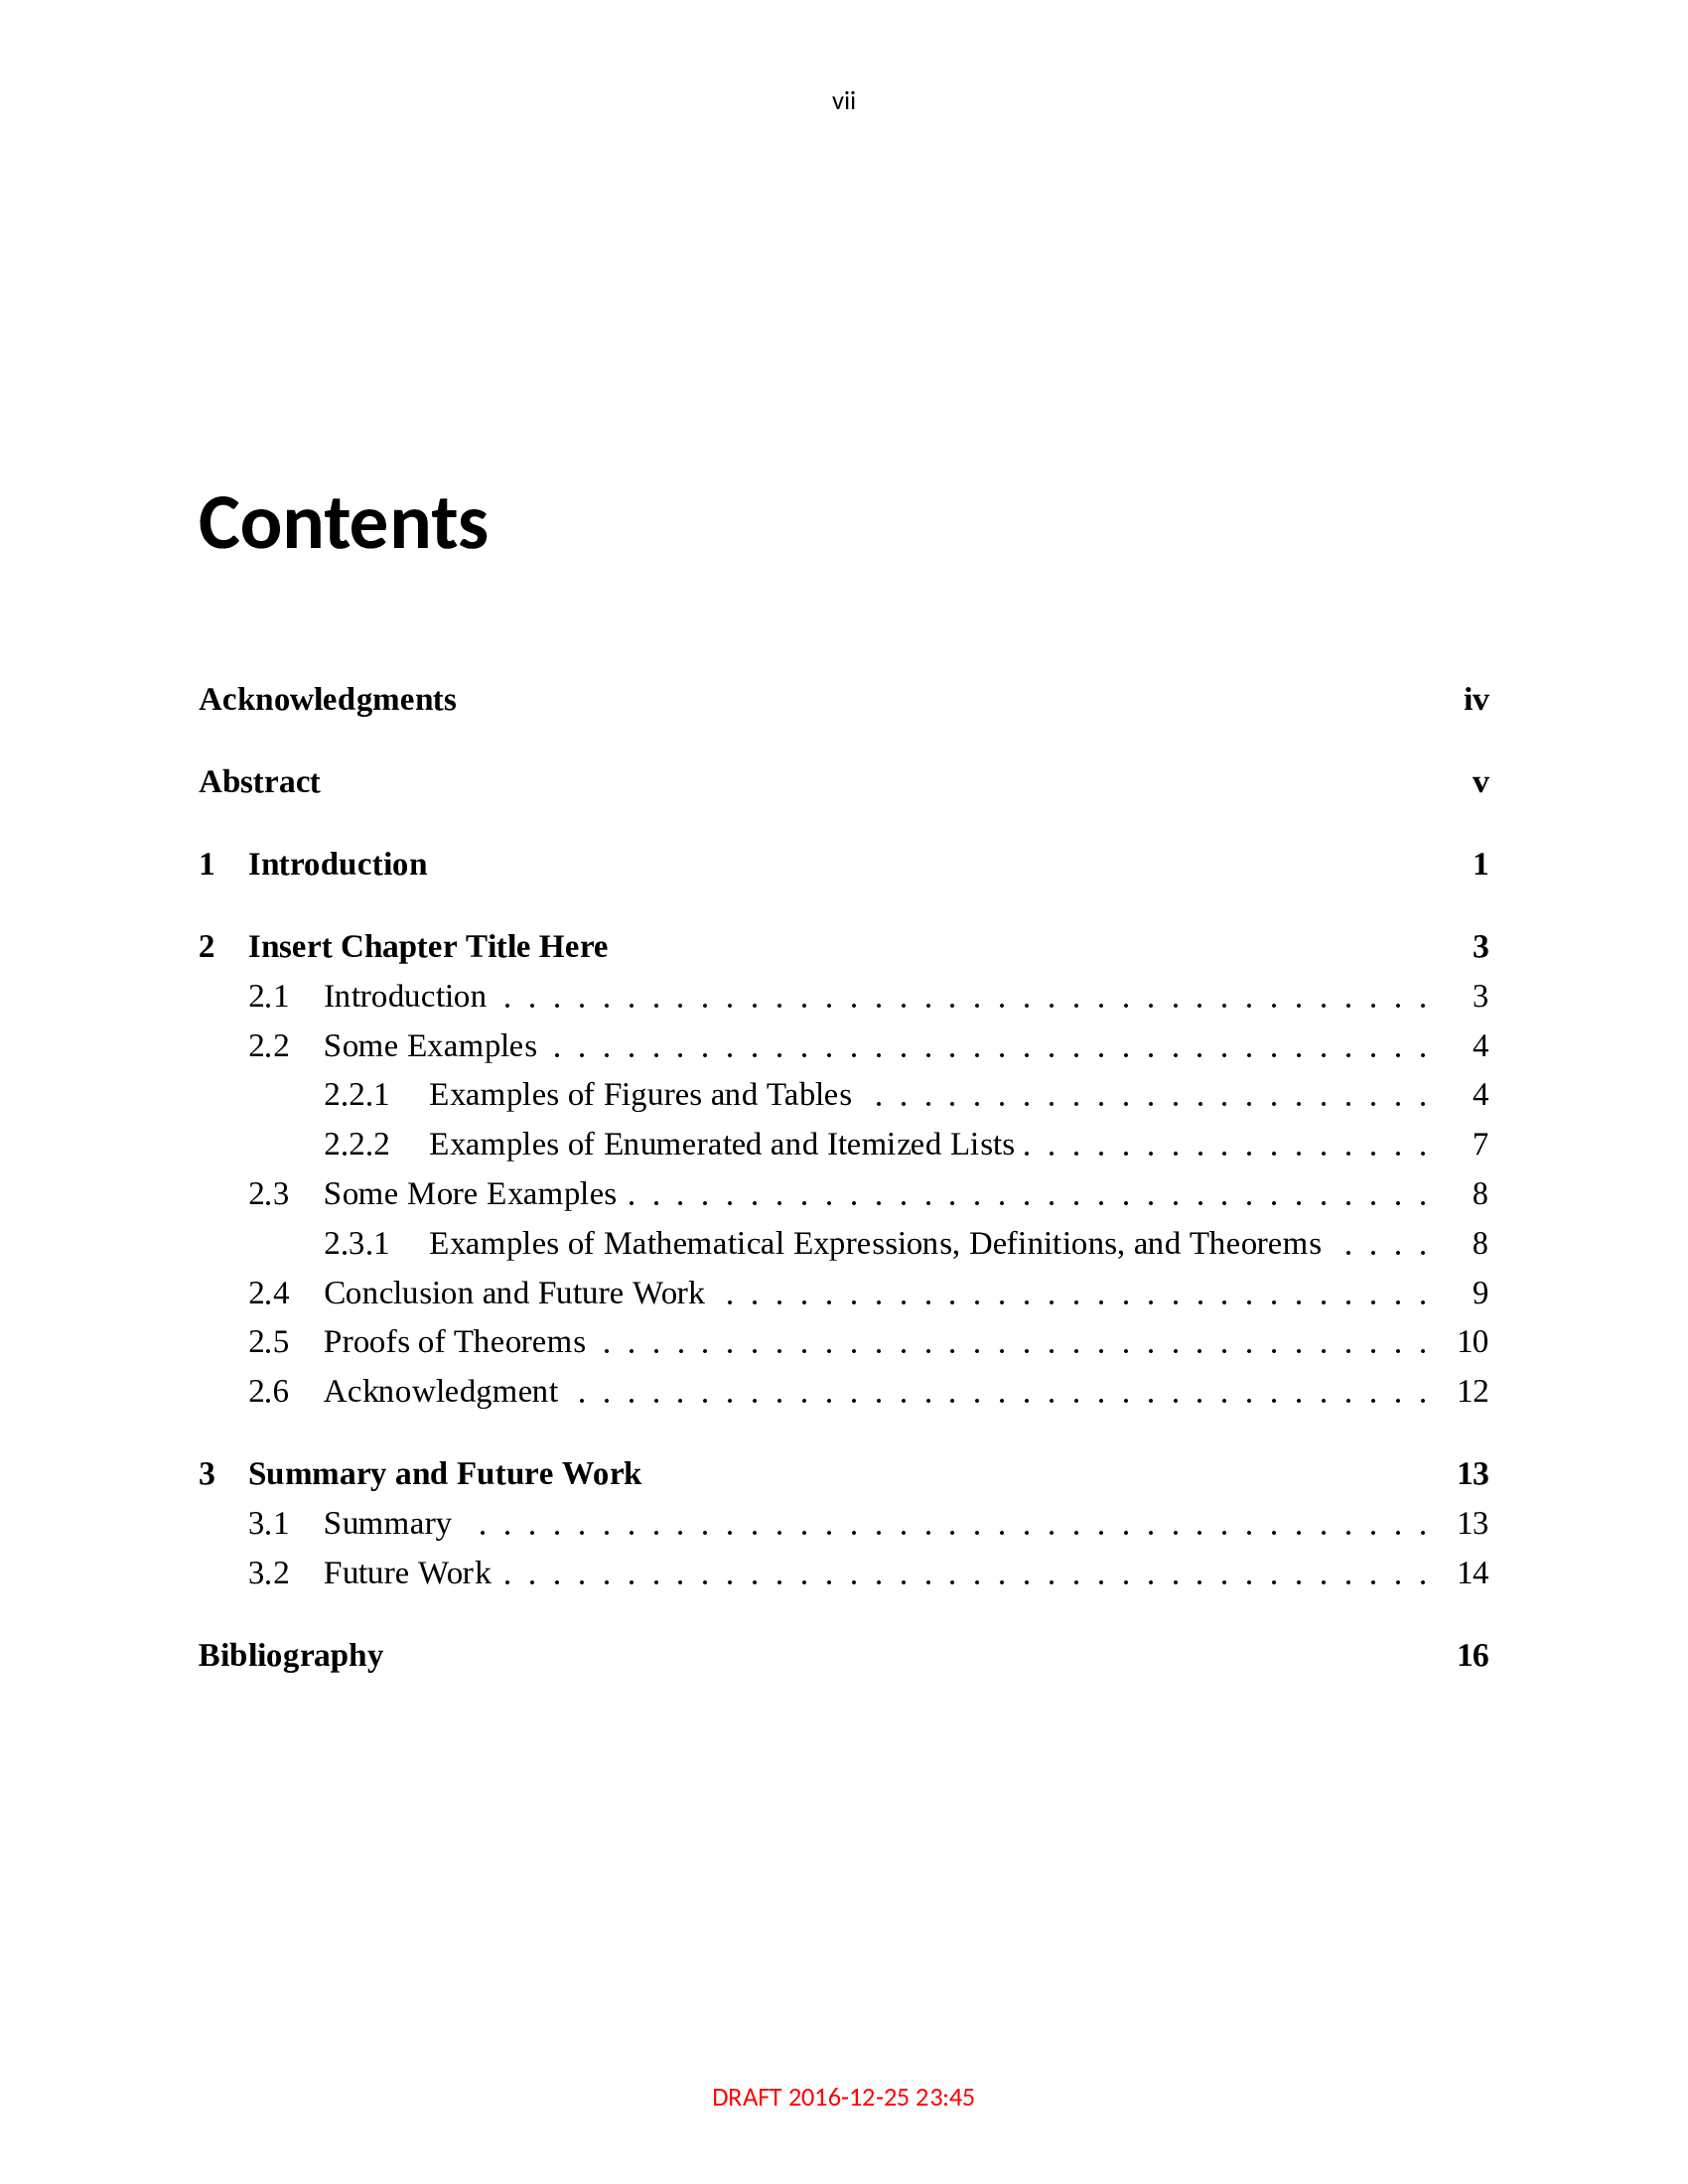 vii
Contents
Acknowledgments iv
Abstract v
1 Introduction 1
2 Insert Chapter Title Here 3
2.1 Introduction . . . . . . . . . . . . . . . . . . . . . . . . . . . . . . . . . . . . . . 3
2.2 Some Examples . . . . . . . . . . . . . . . . . . . . . . . . . . . . . . . . . . . . 4
2.2.1 Examples of Figures and Tables . . . . . . . . . . . . . . . . . . . . . . . 4
2.2.2 Examples of Enumerated and Itemized Lists . . . . . . . . . . . . . . . . . 7
2.3 Some More Examples . . . . . . . . . . . . . . . . . . . . . . . . . . . . . . . . . 8
2.3.1 Examples of Mathematical Expressions, Definitions, and Theorems . . . . 8
2.4 Conclusion and Future Work . . . . . . . . . . . . . . . . . . . . . . . . . . . . . 9
2.5 Proofs of Theorems . . . . . . . . . . . . . . . . . . . . . . . . . . . . . . . . . . 10
2.6 Acknowledgment . . . . . . . . . . . . . . . . . . . . . . . . . . . . . . . . . . . 12
3 Summary and Future Work 13
3.1 Summary . . . . . . . . . . . . . . . . . . . . . . . . . . . . . . . . . . . . . . . 13
3.2 Future Work . . . . . . . . . . . . . . . . . . . . . . . . . . . . . . . . . . . . . . 14
Bibliography 16
DRAFT 2016-12-25 23:45